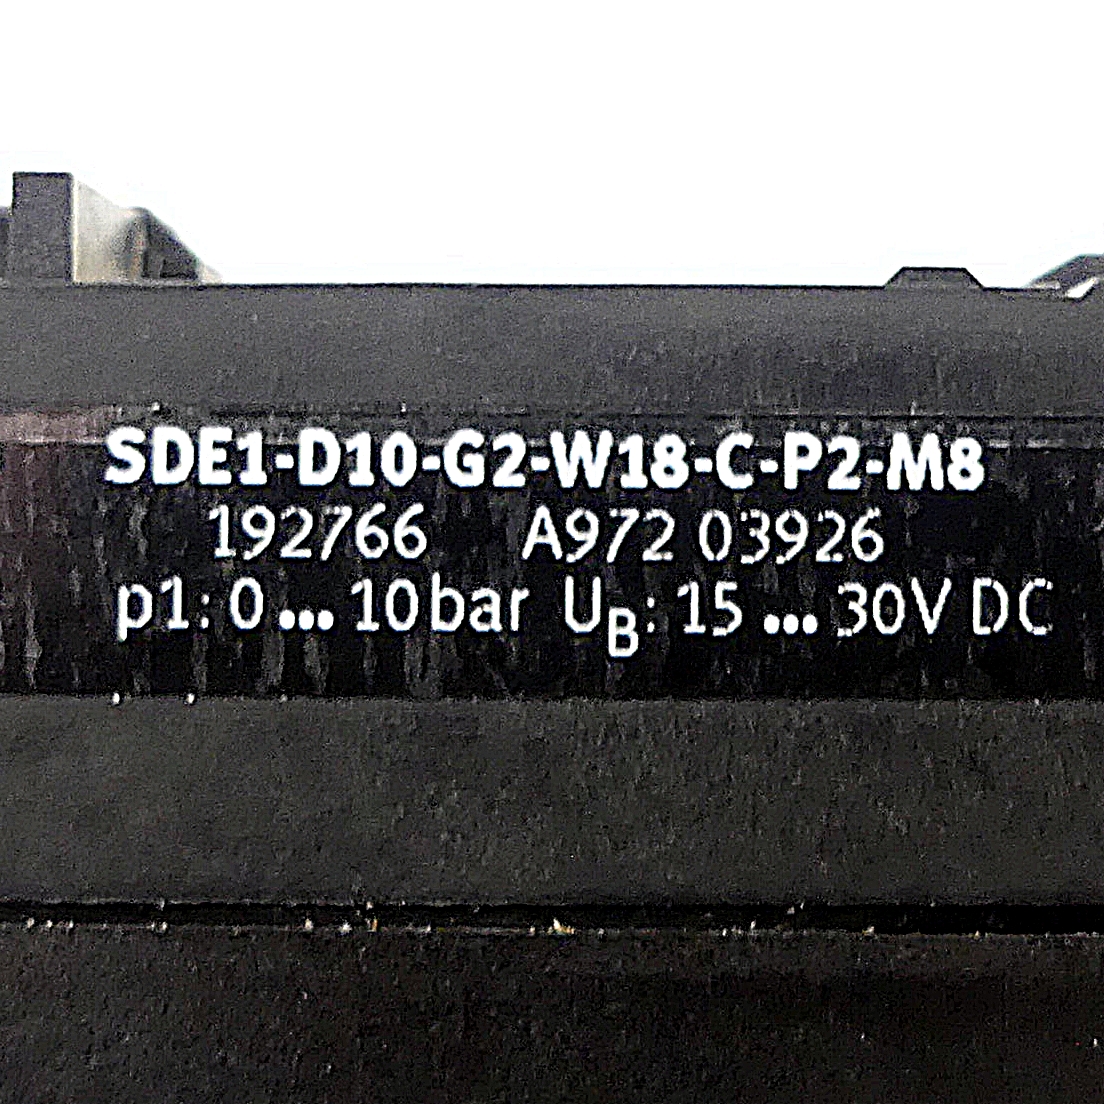 SDE1-D10-G2-W18-C-P2-M8
192766 A972 03926
p1: 0 ... 10 bar UB: 15 ... 30V DC